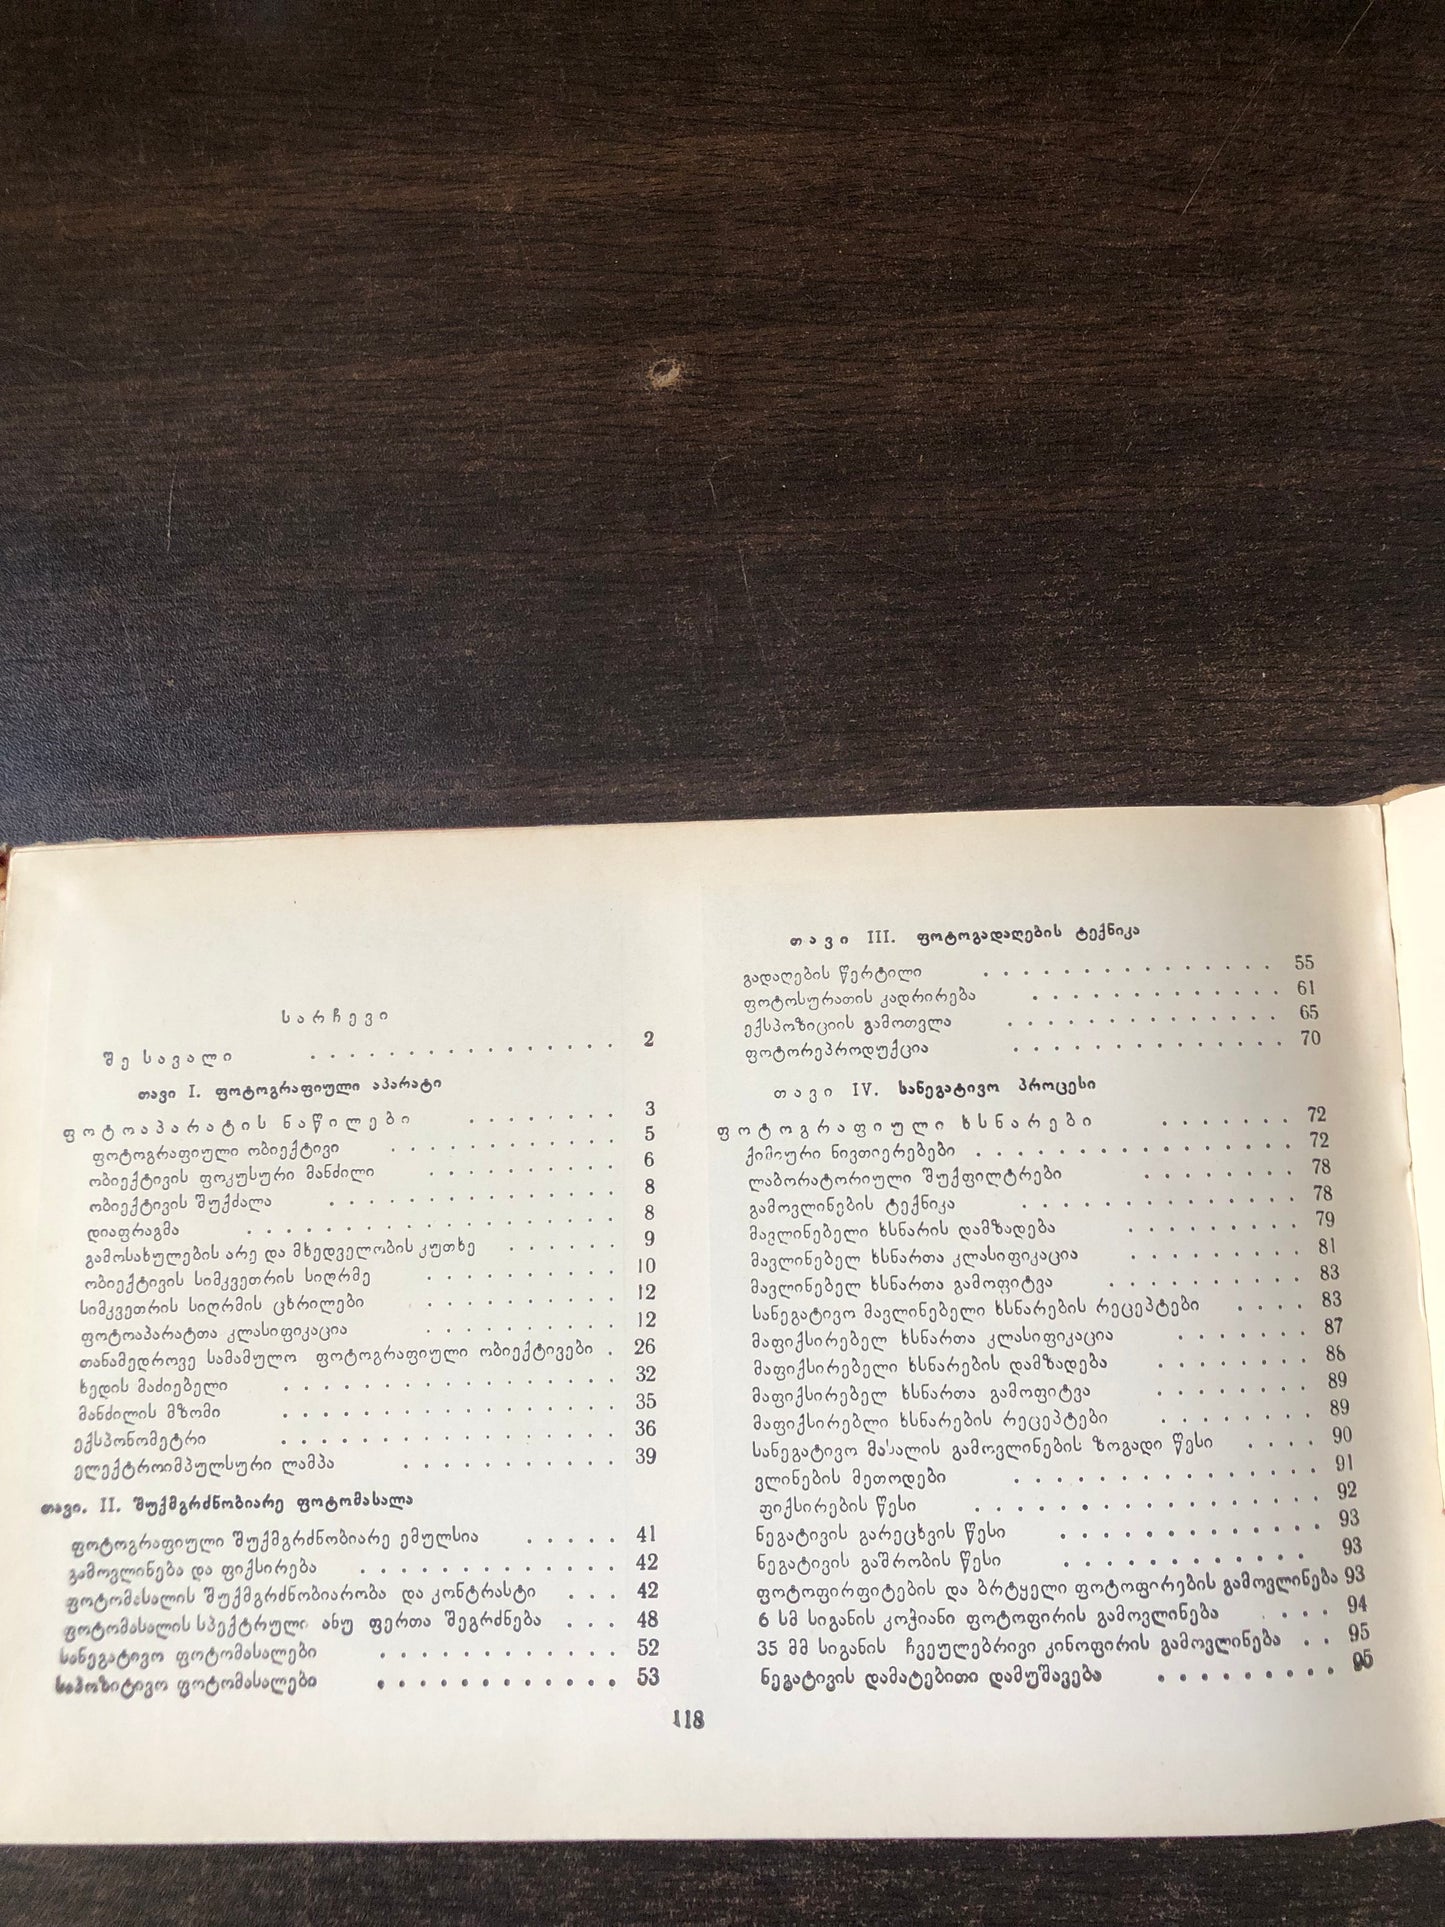 სარჩევი
შესავალი . . . . . . . . . . . . . . . . 2
თავი I. ფოტოგრაფიული აპარატი
ფოტოაპარატის ნაწილები . . . . . . . . 3
ფოტოგრაფიული ობიექტივი . . . . . . . . . . . 5
ობიექტივის ფოკუსური მანძილი . . . . . . . . . . 6
ობიექტივის შუქძალა . . . . . . . . . . . . . . 8
დიაფრაგმა . . . . . . . . . . . . . . . . . . 8
გამოსახულების არე და მხედველობის კუთხე . . . . . . 9
ობიექტივის სიმკვეთრის სიღრმე . . . . . . . . . . 10
სიმკვეთრის სიღრმის ცხრილები . . . . . . . . . . 12
ფოტოაპარატთა კლასიფიკაცია . . . . . . . . . . 12
თანამედროვე სამამულო ფოტოგრაფიული ობიექტივები . 26
ხედის მაძიებელი . . . . . . . . . . . . . . . . . 32
მანძილის მზომი . . . . . . . . . . . . . . . . . 35
ექსპონომეტრი . . . . . . . . . . . . . . . . . 36
ელექტროიმპულსური ლამპა . . . . . . . . . . . 39
თავი. II. შუქმგრძნობიარე ფოტომასალა
ფოტოგრაფიული შუქმგრძნობიარე ემულსია . . . . . 41
გამოვლინება და ფიქსირება . . . . . . . . . . . . . 42
ფოტომასალის შუქმგრძნობიარობა და კონტრასტი . . . 42
ფოტომასალის სპექტრული ანუ ფერთა შეგრძნება . . . 48
სანეგატივო ფოტომასალები . . . . . . . . . . . . 52
საპოზიტივო ფოტომასალები . . . . . . . . . . . . 53
თავი III. ფოტოგადაღების ტექნიკა
გადაღების წერტილი . . . . . . . . . . . . . . . 55
ფოტოსურათის კადრირება . . . . . . . . . . . . . 61
ექსპოზიციის გამოთვლა . . . . . . . . . . . . . . 65
ფოტორეპროდუქცია . . . . . . . . . . . . . . 70
თავი IV. სანეგატივო პროცესი
ფოტოგრაფიული ხსნარები . . . . . . . 72
ქიმიური ნივთიერებები . . . . . . . . . . . . . . . . 72
ლაბორატორიული შუქფილტრები . . . . . . . . 78
გამოვლინების ტექნიკა . . . . . . . . . . . . . . 78
მავლინებელი ხსნარის დამზადება . . . . . . . . . 79
მავლინებელ ხსნართა კლასიფიკაცია . . . . . . . . . 81
მავლინებელ ხსნართა გამოფიტვა . . . . . . . . . . 83
სანეგატივო მავლინებელი ხსნარების რეცეპტები . . . . 83
მაფიქსირებელ ხსნართა კლასიფიკაცია . . . . . . . 87
მაფიქსირებელი ხსნარების დამზადება . . . . . . . . 88
მაფიქსირებელ ხსნართა გამოფიტვა . . . . . . . . 89
მაფიქსირებლი ხსნარების რეცეპტები . . . . . . . . 89
სანეგატივო მასალის გამოვლინების ზოგადი წესი . . . . 90
ვლინების მეთოდები . . . . . . . . . . . . . . . 91
ფიქსირების წესი . . . . . . . . . . . . . . . . . 92
ნეგატივის გარეცხვის წესი . . . . . . . . . . . . . 93
ნეგატივის გაშრობის წესი . . . . . . . . . . . . 93
ფოტოფირფიტების და ბრტყელი ფოტოფირების გამოვლინება 93
6 სმ სიგანის კოჭიანი ფოტოფირის გამოვლინება . . . . 94
35 მმ სიგანის ჩვეულებრივი კინოფირის გამოვლინება . . 95
ნეგატივის დამატებითი დამუშავება . . . . . . . . . 95
118